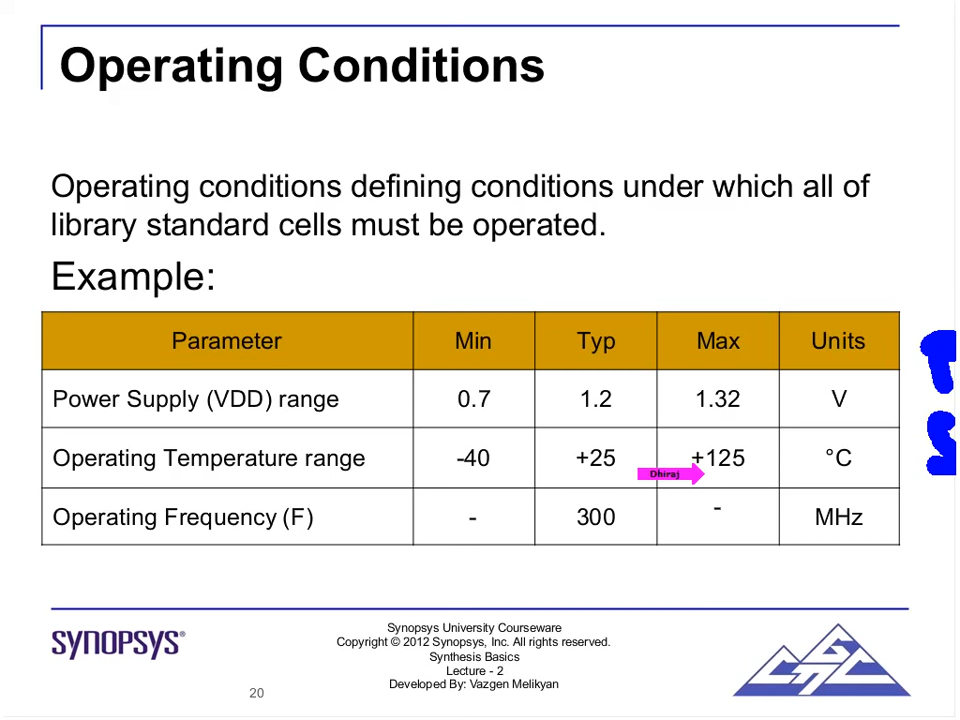 Operating Conditions
Operating conditions defining conditions under which all of
library standard cells must be operated.
Example:
Parameter Min Typ Max Units
Power Supply (VDD) range 0.7 1.2 1.32 V
Operating Temperature range -40 +25 +125 °C
Dhiraj
Operating Frequency (F) - 300 - MHz
SYNOPSYS®
Synopsys University Courseware
Copyright © 2012 Synopsys, Inc. All rights reserved.
Synthesis Basics
Lecture - 2
Developed By: Vazgen Melikyan
20